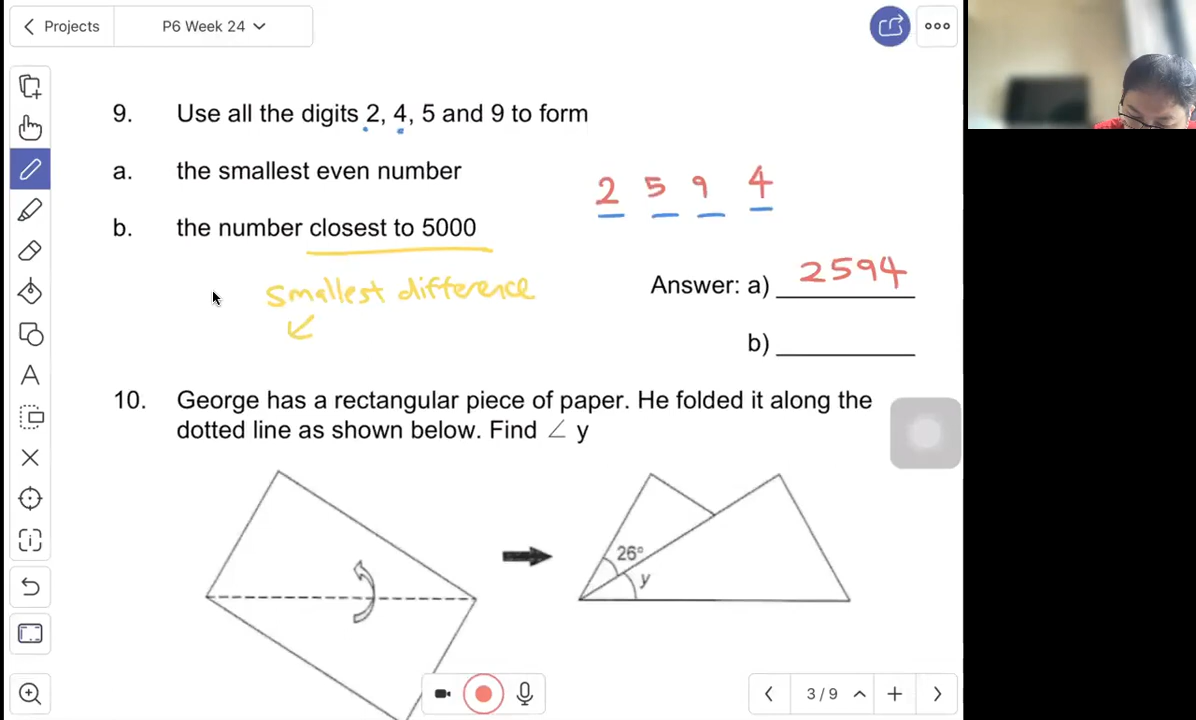 Projects
P6 Week 24
9. Use all the digits 2, 4, 5 and 9 to form
a. the smallest even number
2 5 9 4
b. the number closest to 5000
smallest difference
Answer: a) 2594
b)
10. George has a rectangular piece of paper. He folded it along the
dotted line as shown below. Find ∠ y
26°
y
3 / 9